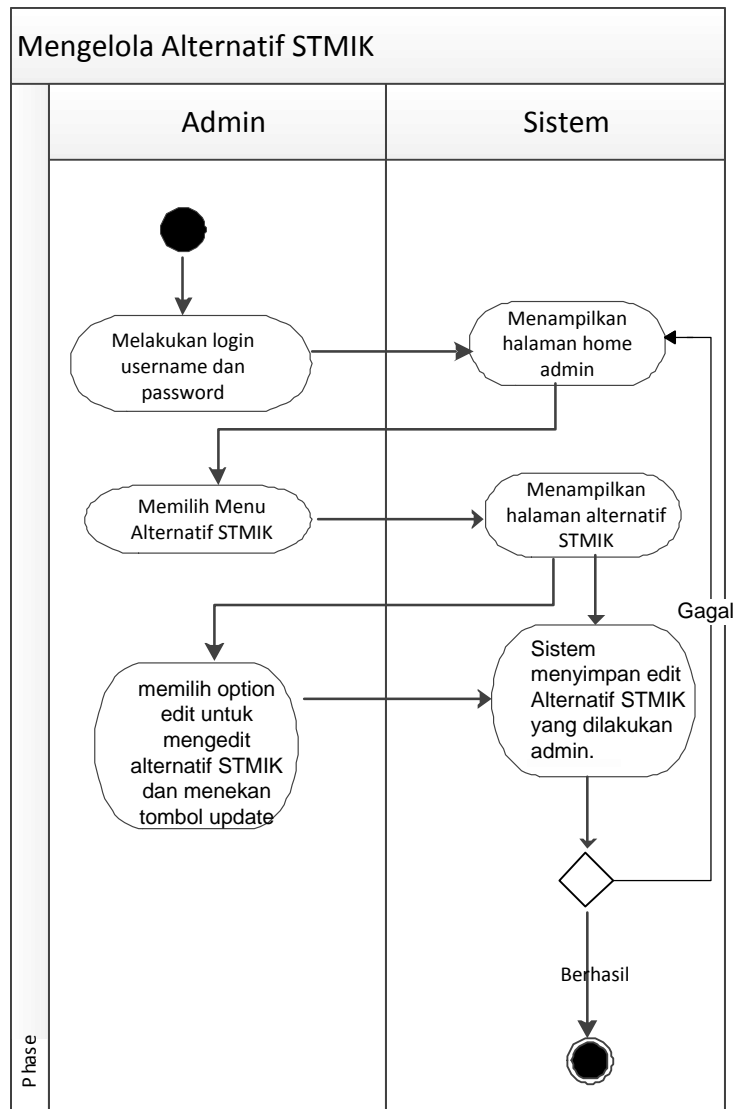 Mengelola Alternatif STMIK
Admin
Sistem
Melakukan login
username dan
password
Menampilkan
halaman home
admin
Memilih Menu
Alternatif STMIK
Menampilkan
halaman alternatif
STMIK
Gagal
memilih option
edit untuk
mengedit
alternatif STMIK
dan menekan
tombol update
Sistem
menyimpan edit
Alternatif STMIK
yang dilakukan
admin.
Berhasil
Phase